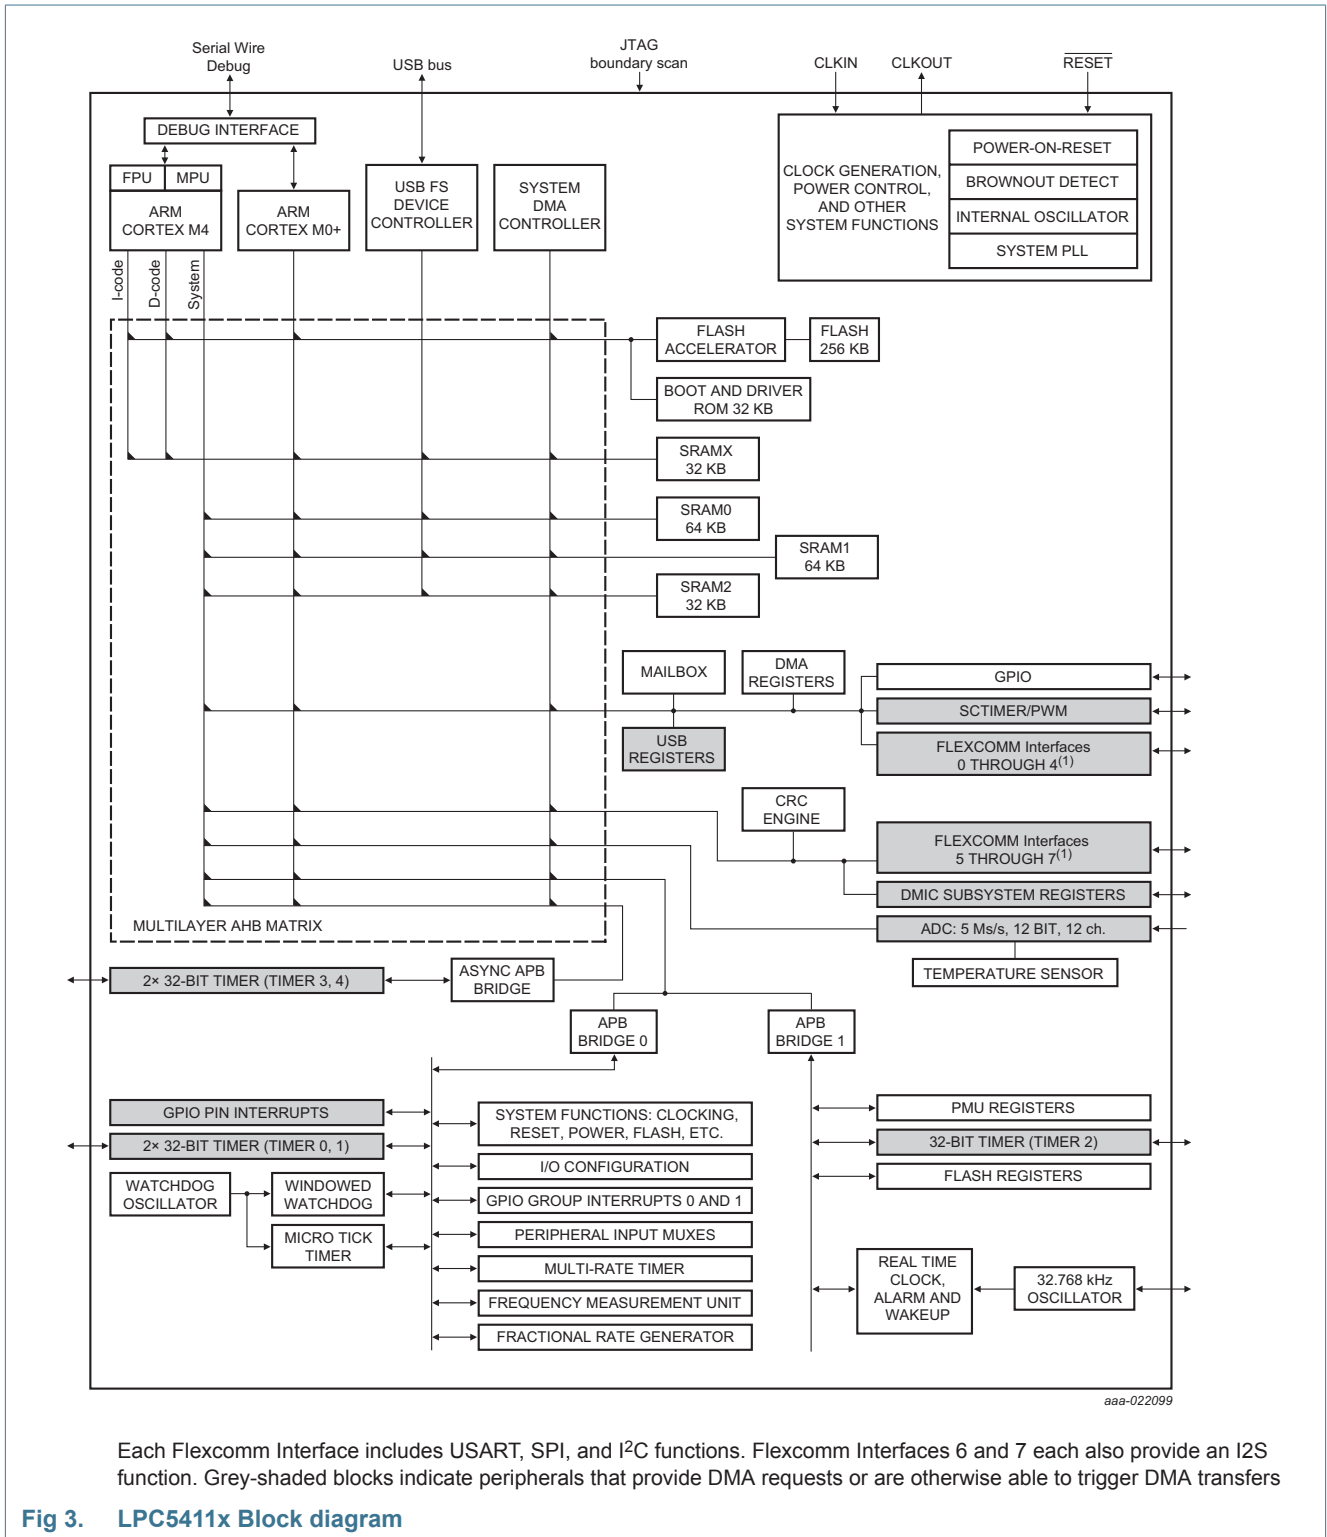 Serial Wire
Debug
USB bus
JTAG
boundary scan
CLKIN
CLKOUT
RESET
DEBUG INTERFACE
FPU
MPU
ARM
CORTEX M4
ARM
CORTEX M0+
USB FS
DEVICE
CONTROLLER
SYSTEM
DMA
CONTROLLER
CLOCK GENERATION,
POWER CONTROL,
AND OTHER
SYSTEM FUNCTIONS
POWER-ON-RESET
BROWNOUT DETECT
INTERNAL OSCILLATOR
SYSTEM PLL
I-code
D-code
System
FLASH
ACCELERATOR
FLASH
256 KB
BOOT AND DRIVER
ROM 32 KB
SRAMX
32 KB
SRAM0
64 KB
SRAM1
64 KB
SRAM2
32 KB
MAILBOX
DMA
REGISTERS
GPIO
SCTIMER/PWM
USB
REGISTERS
FLEXCOMM Interfaces
0 THROUGH 4(1)
CRC
ENGINE
FLEXCOMM Interfaces
5 THROUGH 7(1)
DMIC SUBSYSTEM REGISTERS
ADC: 5 Ms/s, 12 BIT, 12 ch.
TEMPERATURE SENSOR
MULTILAYER AHB MATRIX
2× 32-BIT TIMER (TIMER 3, 4)
ASYNC APB
BRIDGE
APB
BRIDGE 0
APB
BRIDGE 1
GPIO PIN INTERRUPTS
2× 32-BIT TIMER (TIMER 0, 1)
WATCHDOG
OSCILLATOR
WINDOWED
WATCHDOG
MICRO TICK
TIMER
SYSTEM FUNCTIONS: CLOCKING,
RESET, POWER, FLASH, ETC.
I/O CONFIGURATION
GPIO GROUP INTERRUPTS 0 AND 1
PERIPHERAL INPUT MUXES
MULTI-RATE TIMER
FREQUENCY MEASUREMENT UNIT
FRACTIONAL RATE GENERATOR
PMU REGISTERS
32-BIT TIMER (TIMER 2)
FLASH REGISTERS
REAL TIME
CLOCK,
ALARM AND
WAKEUP
32.768 kHz
OSCILLATOR
aaa-022099
Each Flexcomm Interface includes USART, SPI, and I2C functions. Flexcomm Interfaces 6 and 7 each also provide an I2S
function. Grey-shaded blocks indicate peripherals that provide DMA requests or are otherwise able to trigger DMA transfers
Fig 3. LPC5411x Block diagram